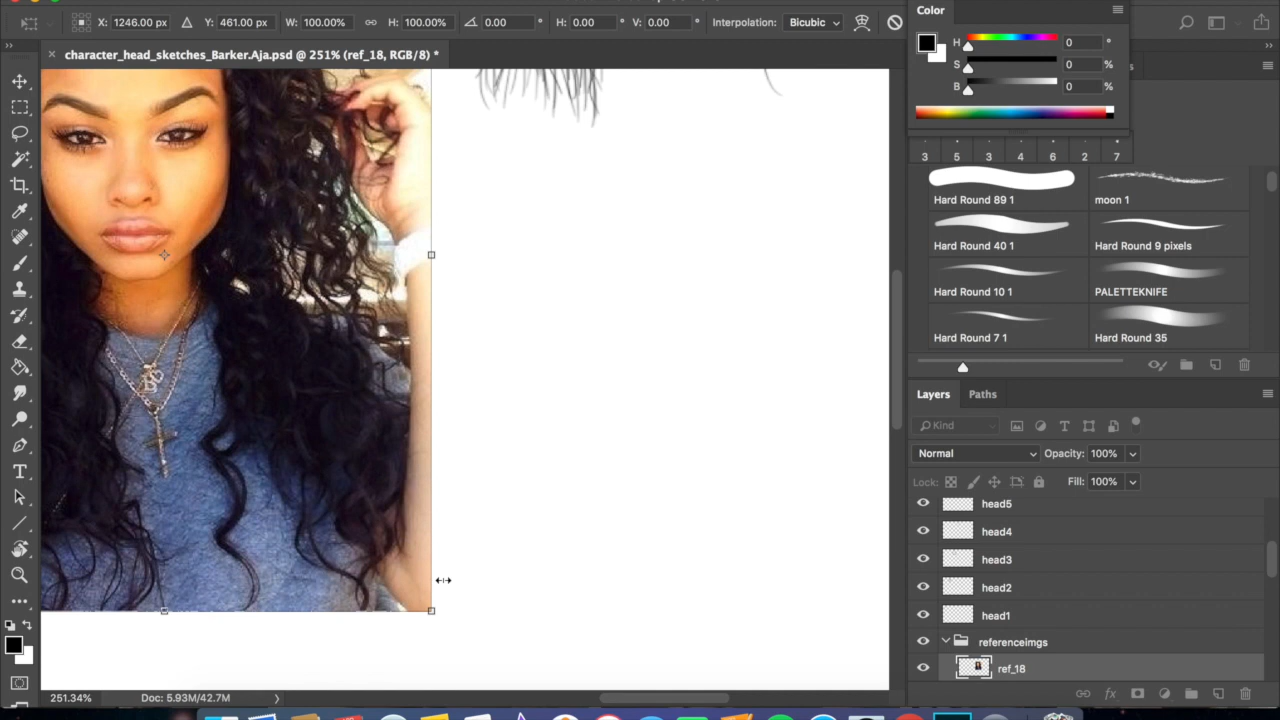 X: 1246.00 px Y: 461.00 px W: 100.00% H: 100.00% 0.00 ° H: 0.00 ° V: 0.00 ° Interpolation: Bicubic
character_head_sketches_Barker.Aja.psd @ 251% (ref_18, RGB/8) *
Color
H 0 °
S 0 %
B 0 %
3 5 3 4 6 2 7
Hard Round 89 1 moon 1
Hard Round 40 1 Hard Round 9 pixels
Hard Round 10 1 PALETTEKNIFE
Hard Round 7 1 Hard Round 35
Layers Paths
Kind
Normal Opacity: 100%
Lock: Fill: 100%
head5
head4
head3
head2
head1
referenceimgs
ref_18
fx
251.34% Doc: 5.93M/42.7M